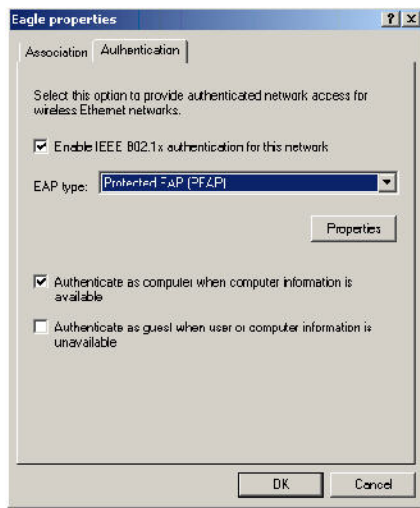 Eagle properties
? X
Association
Authentication
Select this option to provide authenticated network access for
wireless Ethernet networks.
Enable IEEE 802.1x authentication for this network
EAP type:
Protected EAP (PEAP)
Properties
Authenticate as computer when computer information is
available
Authenticate as guest when user or computer information is
unavailable
OK
Cancel